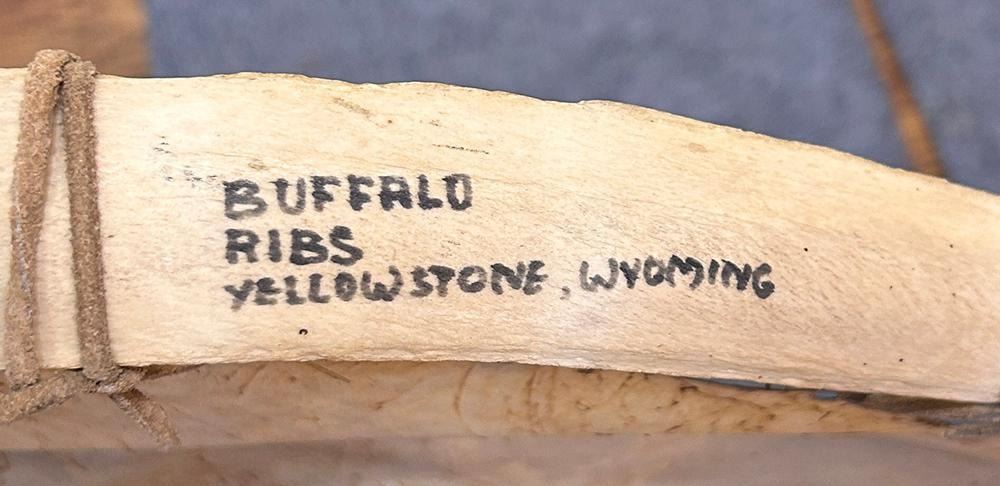 BUFFALO
RIBS
YELLOWSTONE, WYOMING